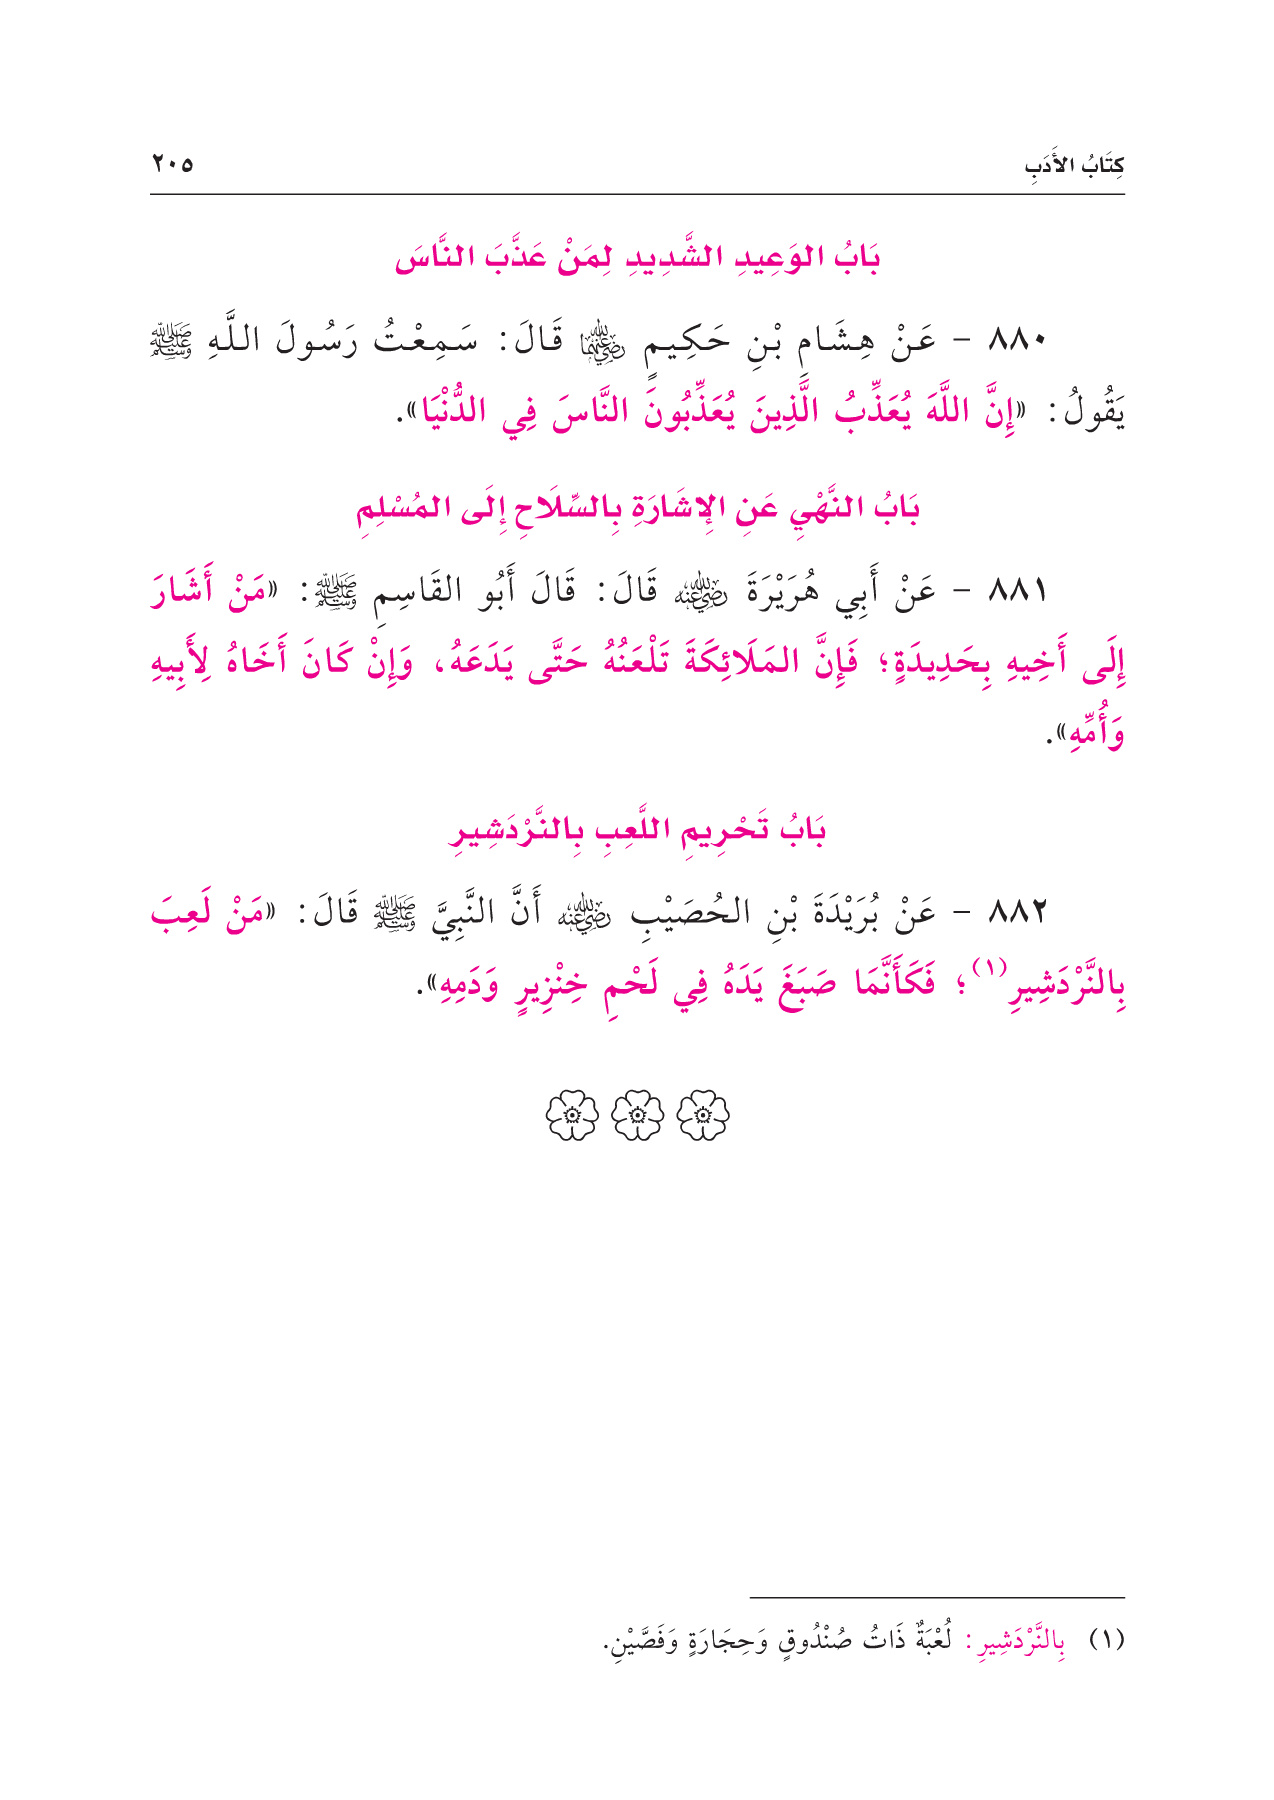 كِتَابُ الأَدَبِ ٢٠٥
بَابُ الوَعِيدِ الشَّدِيدِ لِمَنْ عَذَّبَ النَّاسَ
٨٨٠ - عَنْ هِشَامِ بْنِ حَكِيمٍ رَضِيَ اللَّهُ عَنْهُمَا قَالَ: سَمِعْتُ رَسُولَ اللَّهِ ﷺ
يَقُولُ: «إِنَّ اللَّهَ يُعَذِّبُ الَّذِينَ يُعَذِّبُونَ النَّاسَ فِي الدُّنْيَا».
بَابُ النَّهْيِ عَنِ الإِشَارَةِ بِالسِّلَاحِ إِلَى المُسْلِمِ
٨٨١ - عَنْ أَبِي هُرَيْرَةَ رَضِيَ اللَّهُ عَنْهُ قَالَ: قَالَ أَبُو القَاسِمِ ﷺ: «مَنْ أَشَارَ
إِلَى أَخِيهِ بِحَدِيدَةٍ؛ فَإِنَّ المَلَائِكَةَ تَلْعَنُهُ حَتَّى يَدَعَهُ، وَإِنْ كَانَ أَخَاهُ لِأَبِيهِ
وَأُمِّهِ».
بَابُ تَحْرِيمِ اللَّعِبِ بِالنَّرْدَشِيرِ
٨٨٢ - عَنْ بُرَيْدَةَ بْنِ الحُصَيْبِ رَضِيَ اللَّهُ عَنْهُ أَنَّ النَّبِيَّ ﷺ قَالَ: «مَنْ لَعِبَ
بِالنَّرْدَشِيرِ(١)؛ فَكَأَنَّمَا صَبَغَ يَدَهُ فِي لَحْمِ خِنْزِيرٍ وَدَمِهِ».
(١) بِالنَّرْدَشِيرِ: لُعْبَةٌ ذَاتُ صُنْدُوقٍ وَحِجَارَةٍ وَفَصَّيْنِ.